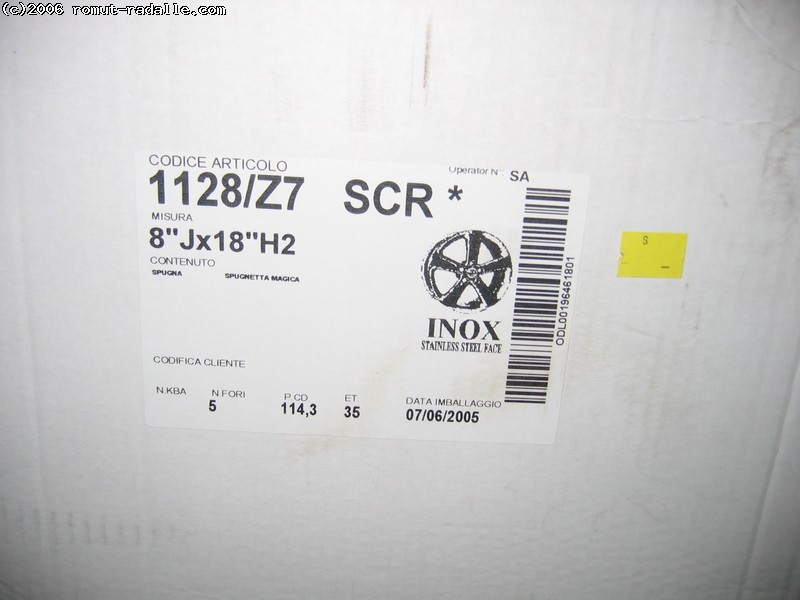 (c)2006 romut-radalle.com
CODICE ARTICOLO
Operator N°: SA
1128/Z7 SCR *
MISURA
8"Jx18"H2
CONTENUTO
SPUGNA SPUGNETTA MAGICA
INOX
STAINLESS STEEL FACE
ODL00196461801
S
CODIFICA CLIENTE
N.KBA N.FORI P.CD ET. DATA IMBALLAGGIO
5 114,3 35 07/06/2005